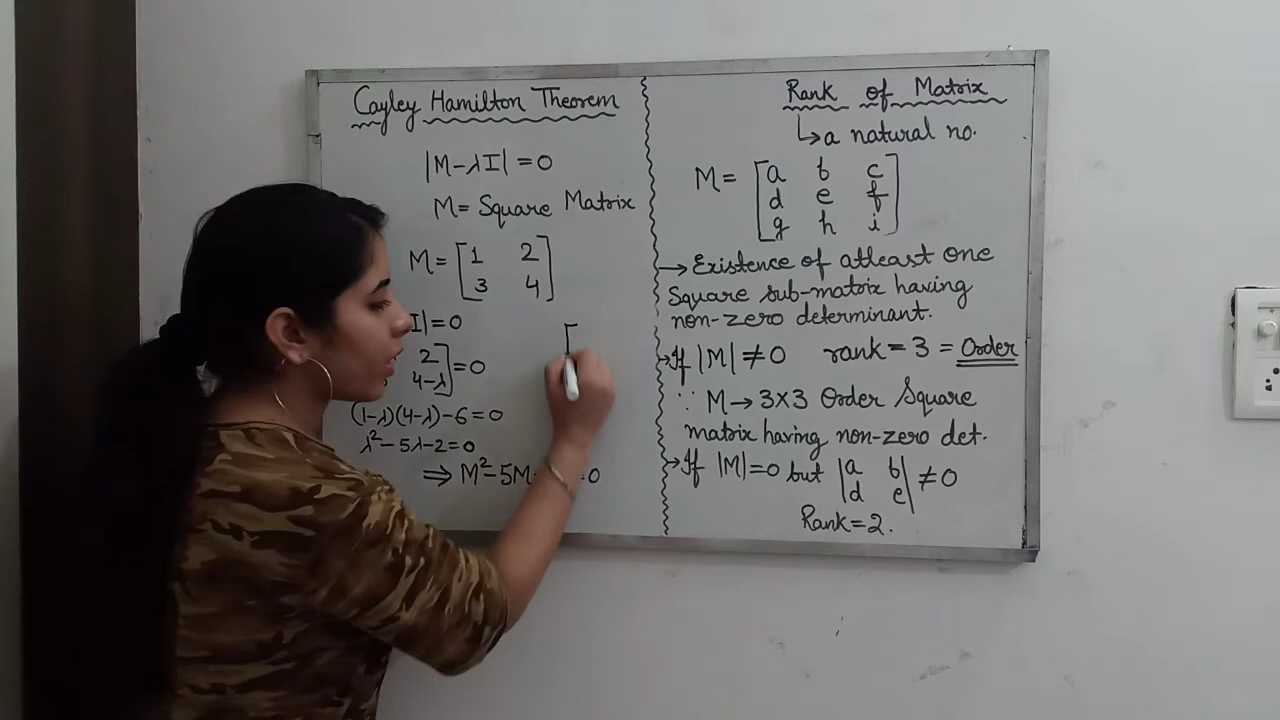 Cayley Hamilton Theorem
|M-λI| = 0
M = Square Matrix
M = [1 2
3 4]
I| = 0
2
4-λ] = 0
(1-λ)(4-λ)-6 = 0
λ²-5λ-2 = 0
⇒ M²-5M- 0
[
Rank of Matrix
↳ a natural no.
M = [a b c
d e f
g h i]
→ Existence of atleast one
Square sub-matrix having
non-zero determinant.
→ If |M| ≠ 0 rank = 3 = Order
∵ M → 3×3 Order Square
matrix having non-zero det.
→ If |M| = 0 but |a b
d e| ≠ 0
Rank = 2.